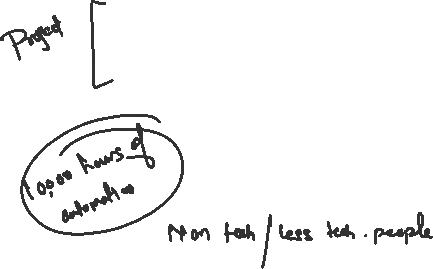 Project
10,000 hours of
automation
Non tech / Less tech. people